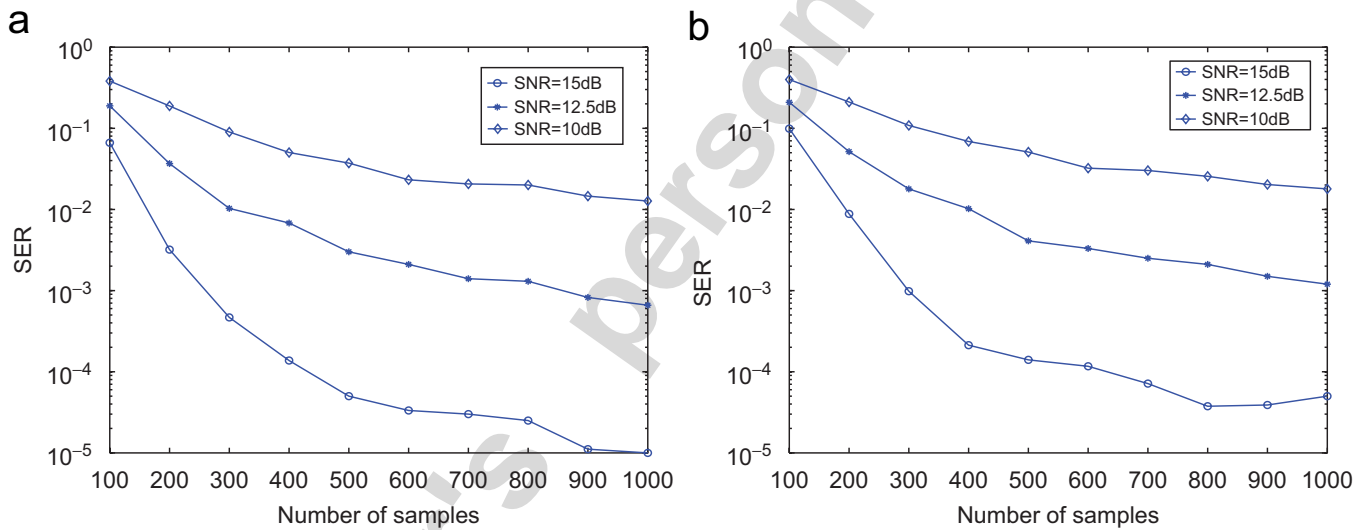 a
10^0
10^-1
10^-2
10^-3
10^-4
10^-5
SER
100 200 300 400 500 600 700 800 900 1000
Number of samples
SNR=15dB
SNR=12.5dB
SNR=10dB
b
10^0
10^-1
10^-2
10^-3
10^-4
10^-5
SER
100 200 300 400 500 600 700 800 900 1000
Number of samples
SNR=15dB
SNR=12.5dB
SNR=10dB
's person